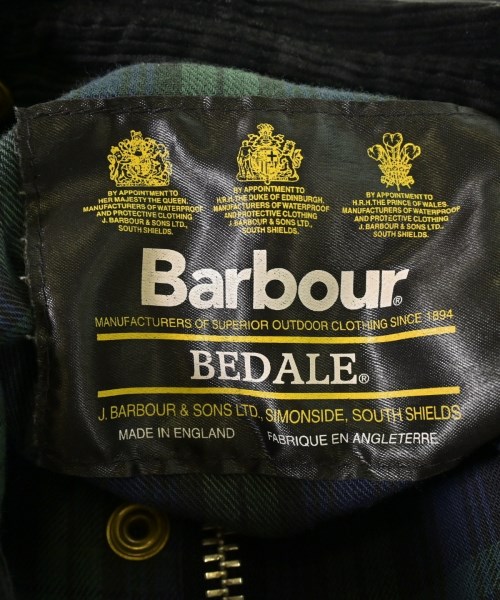 BY APPOINTMENT TO
HER MAJESTY THE QUEEN.
MANUFACTURERS OF WATERPROOF
AND PROTECTIVE CLOTHING
J. BARBOUR & SONS LTD.,
SOUTH SHIELDS.
BY APPOINTMENT TO
H.R.H. THE DUKE OF EDINBURGH.
MANUFACTURERS OF WATERPROOF
AND PROTECTIVE CLOTHING
J. BARBOUR & SONS LTD.,
SOUTH SHIELDS.
BY APPOINTMENT TO
H.R.H. THE PRINCE OF WALES.
MANUFACTURERS OF WATERPROOF
AND PROTECTIVE CLOTHING
J. BARBOUR & SONS LTD.,
SOUTH SHIELDS.
Barbour®
MANUFACTURERS OF SUPERIOR OUTDOOR CLOTHING SINCE 1894
BEDALE®
J. BARBOUR & SONS LTD., SIMONSIDE, SOUTH SHIELDS
MADE IN ENGLAND FABRIQUE EN ANGLETERRE